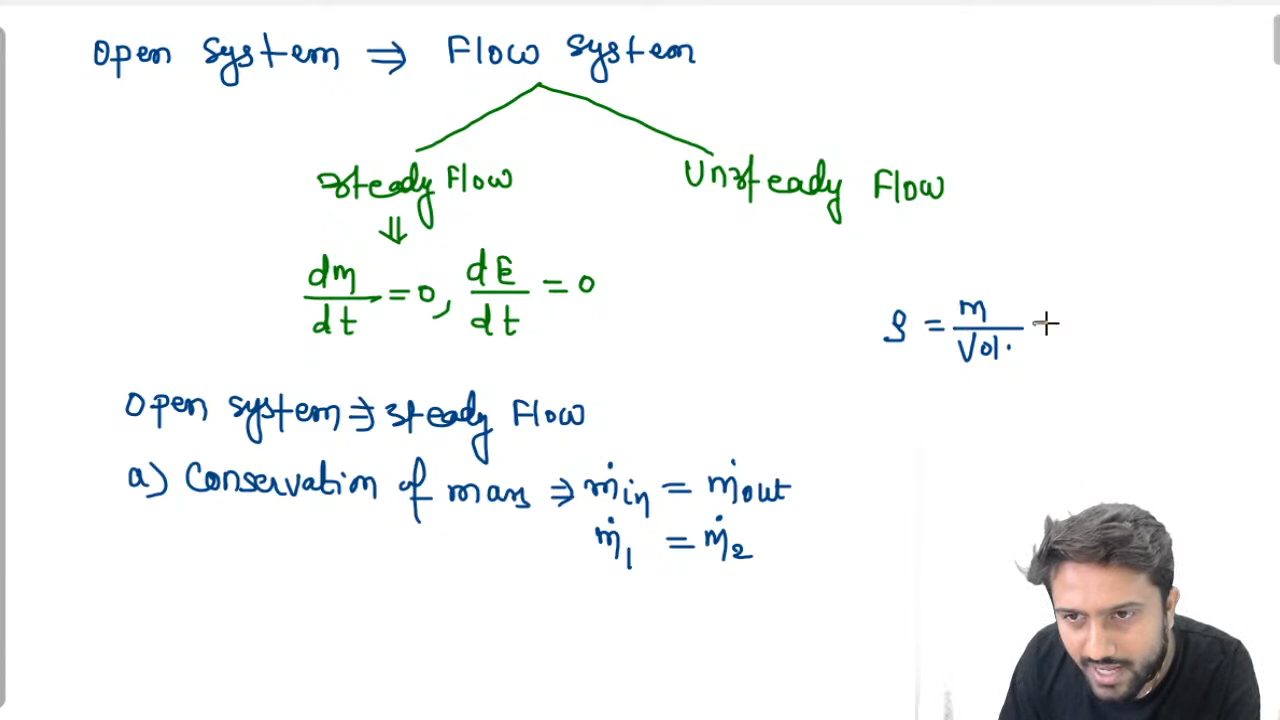 Open system ⇒ Flow system
steady Flow
Unsteady Flow
⇓
dm/dt = 0, dE/dt = 0
ρ = m/Vol.
Open system ⇒ steady Flow
a) Conservation of mass ⇒ ṁin = ṁout
ṁ1 = ṁ2